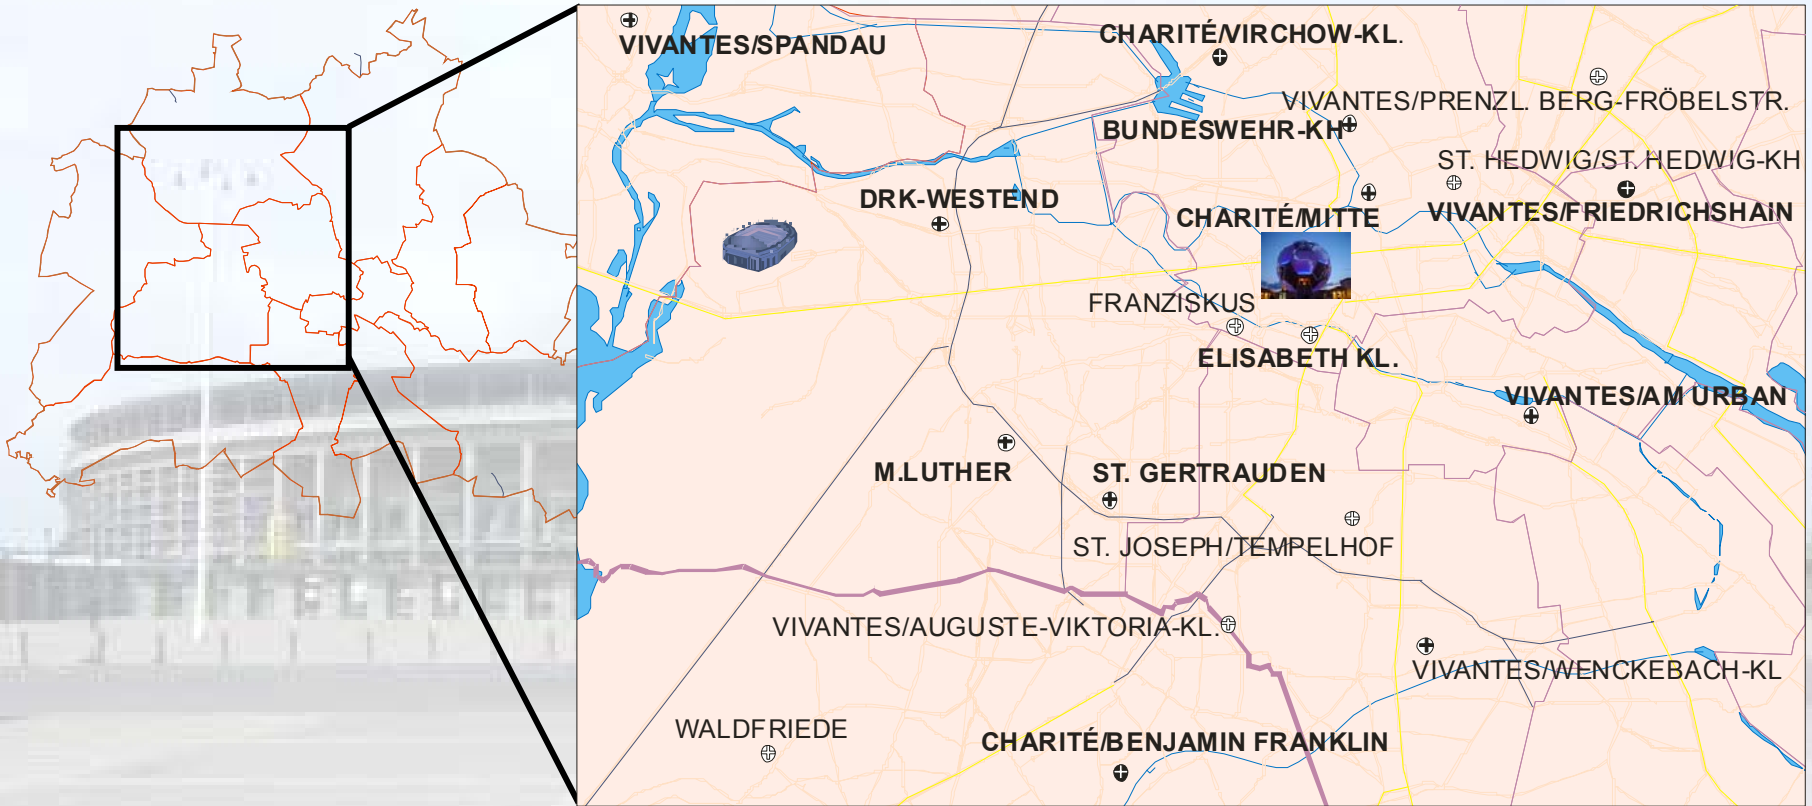 VIVANTES/SPANDAU
CHARITÉ/VIRCHOW-KL.
VIVANTES/PRENZL. BERG-FRÖBELSTR.
BUNDESWEHR-KH
ST. HEDWIG/ST. HEDWIG-KH
DRK-WESTEND
CHARITÉ/MITTE
VIVANTES/FRIEDRICHSHAIN
FRANZISKUS
ELISABETH KL.
VIVANTES/AM URBAN
M.LUTHER
ST. GERTRAUDEN
ST. JOSEPH/TEMPELHOF
VIVANTES/AUGUSTE-VIKTORIA-KL.
VIVANTES/WENCKEBACH-KL
WALDFRIEDE
CHARITÉ/BENJAMIN FRANKLIN